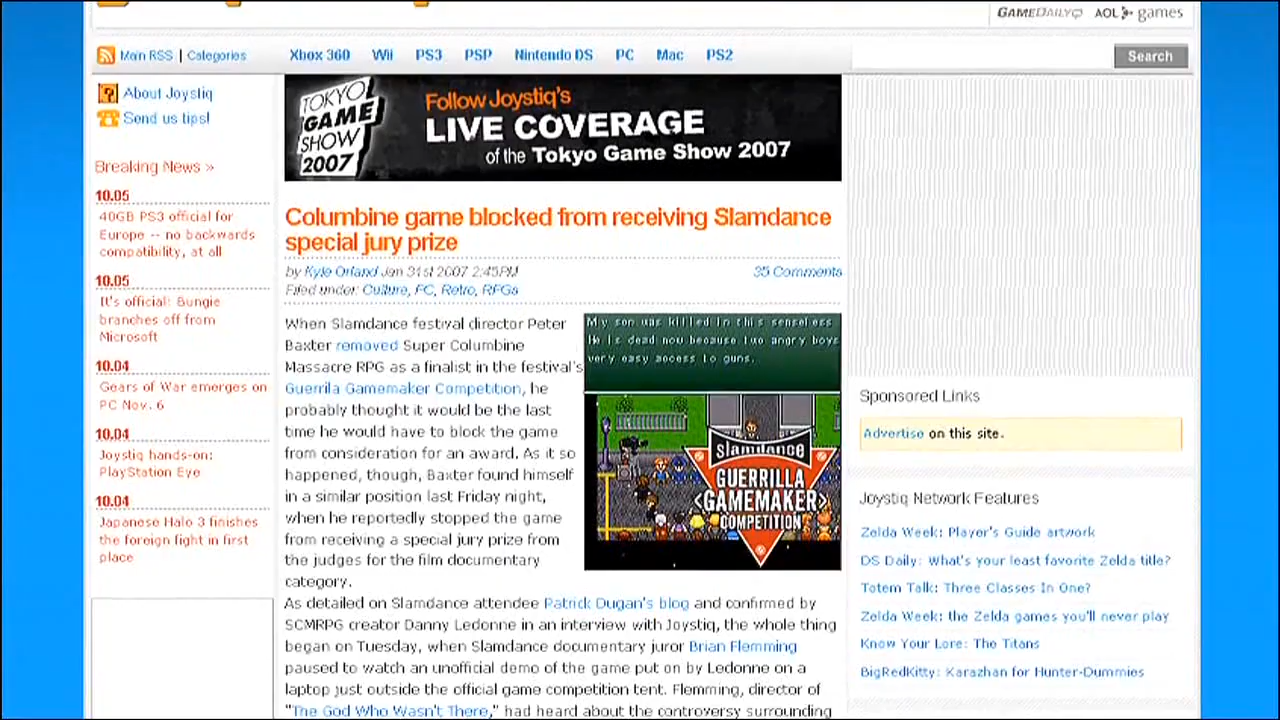 GAMEDAILY AOL games
Main RSS | Categories
Xbox 360 Wii PS3 PSP Nintendo DS PC Mac PS2
Search
About Joystiq
Send us tips!
Breaking News »
10.05
40GB PS3 official for
Europe -- no backwards
compatibility, at all
10.05
It's official: Bungie
branches off from
Microsoft
10.04
Gears of War emerges on
PC Nov. 6
10.04
Joystiq hands-on:
PlayStation Eye
10.04
Japanese Halo 3 finishes
the foreign fight in first
place
TOKYO
GAME
SHOW
2007
Follow Joystiq's
LIVE COVERAGE
of the Tokyo Game Show 2007
Columbine game blocked from receiving Slamdance
special jury prize
by Kyle Orland Jan 31st 2007 2:45PM
35 Comments
Filed under: Culture, PC, Retro, RPGs
When Slamdance festival director Peter
Baxter removed Super Columbine
Massacre RPG as a finalist in the festival's
Guerrilla Gamemaker Competition, he
probably thought it would be the last
time he would have to block the game
from consideration for an award. As it so
happened, though, Baxter found himself
in a similar position last Friday night,
when he reportedly stopped the game
from receiving a special jury prize from
the judges for the film documentary
category.
My son was killed in this senseless
He is dead now because two angry boys
very easy access to guns.
Slamdance
GUERRILLA
<GAMEMAKER>
COMPETITION
As detailed on Slamdance attendee Patrick Dugan's blog and confirmed by
SCMRPG creator Danny Ledonne in an interview with Joystiq, the whole thing
began on Tuesday, when Slamdance documentary juror Brian Flemming
paused to watch an unofficial demo of the game put on by Ledonne on a
laptop just outside the official game competition tent. Flemming, director of
"The God Who Wasn't There," had heard about the controversy surrounding
Sponsored Links
Advertise on this site.
Joystiq Network Features
Zelda Week: Player's Guide artwork
DS Daily: What's your least favorite Zelda title?
Totem Talk: Three Classes In One?
Zelda Week: the Zelda games you'll never play
Know Your Lore: The Titans
BigRedKitty: Karazhan for Hunter-Dummies